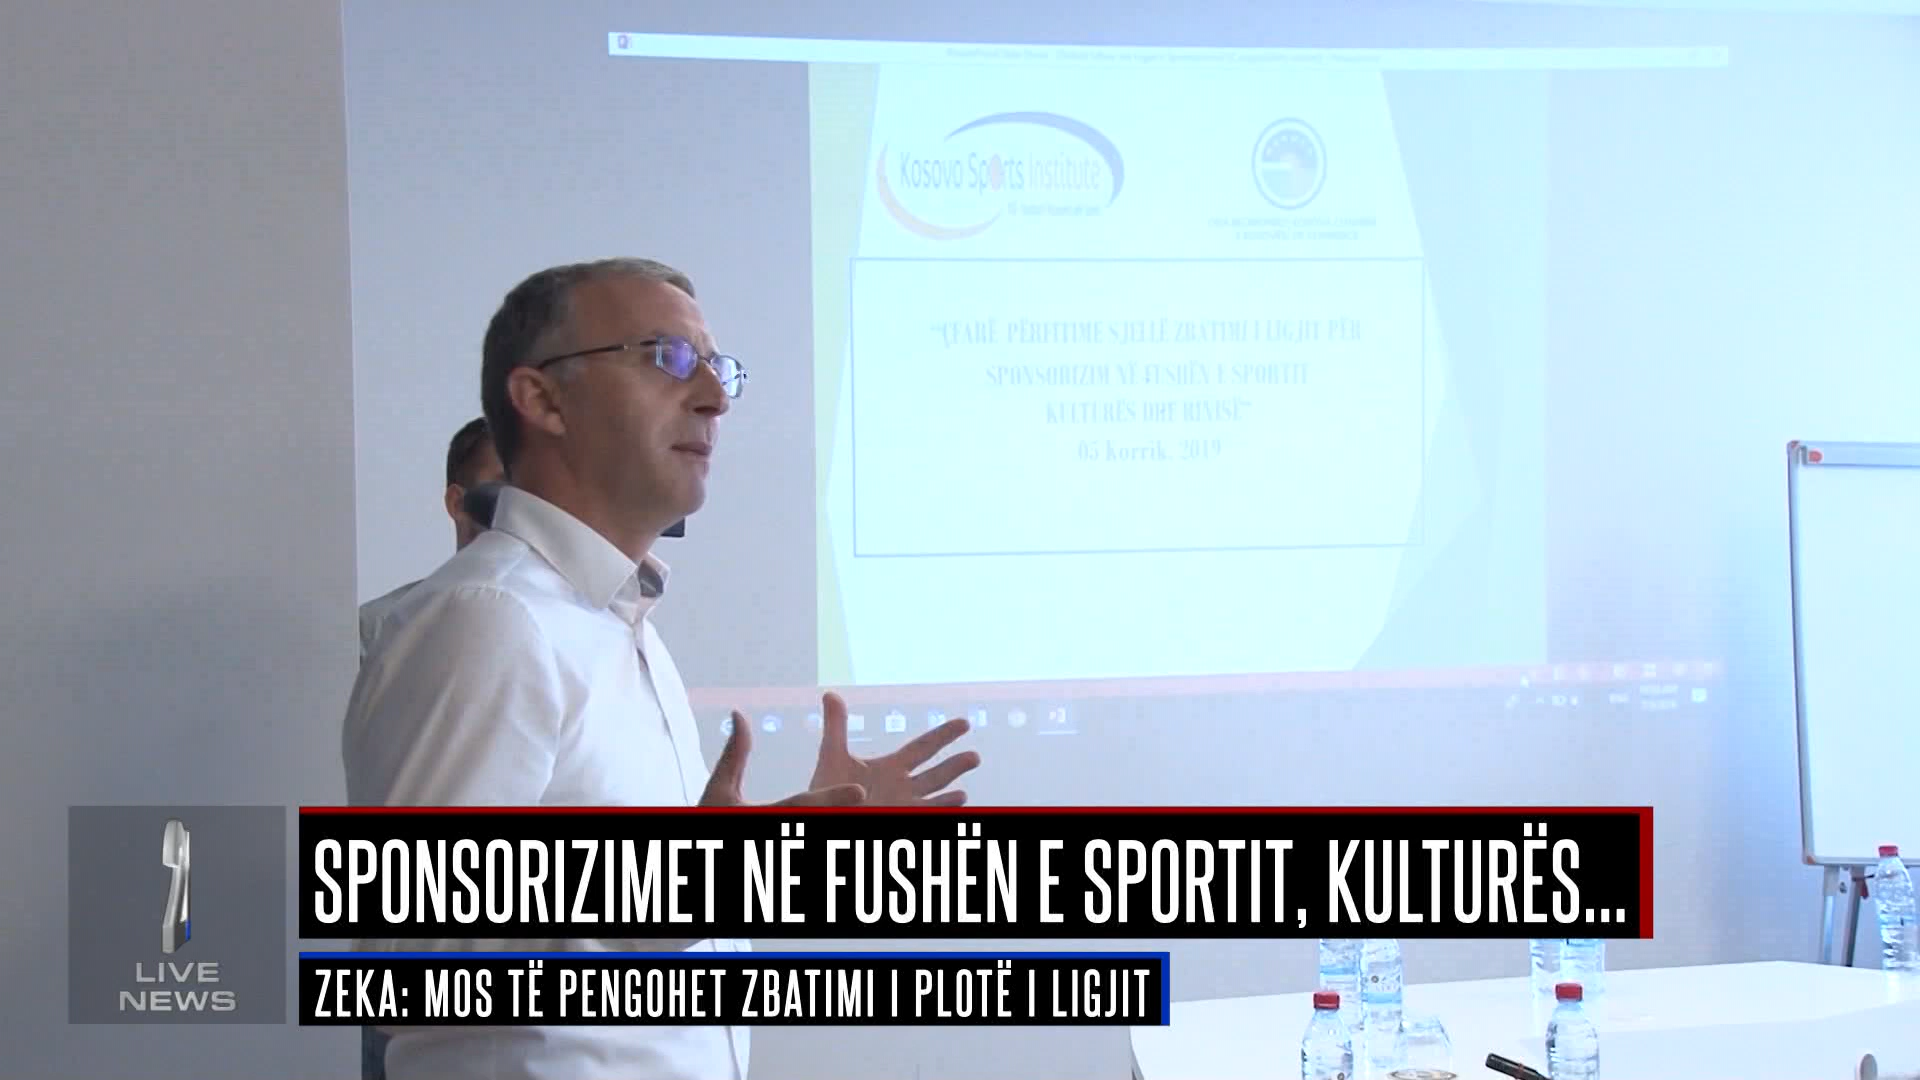 Kosovo Sports Institute
"ÇFARË PËRFITIME SJELLË ZBATIMI I LIGJIT PËR
SPONSORIZIM NË FUSHËN E SPORTIT
KULTURËS DHE RINISË"
05 Korrik, 2019
SPONSORIZIMET NË FUSHËN E SPORTIT, KULTURËS...
ZEKA: MOS TË PENGOHET ZBATIMI I PLOTË I LIGJIT
LIVE
NEWS